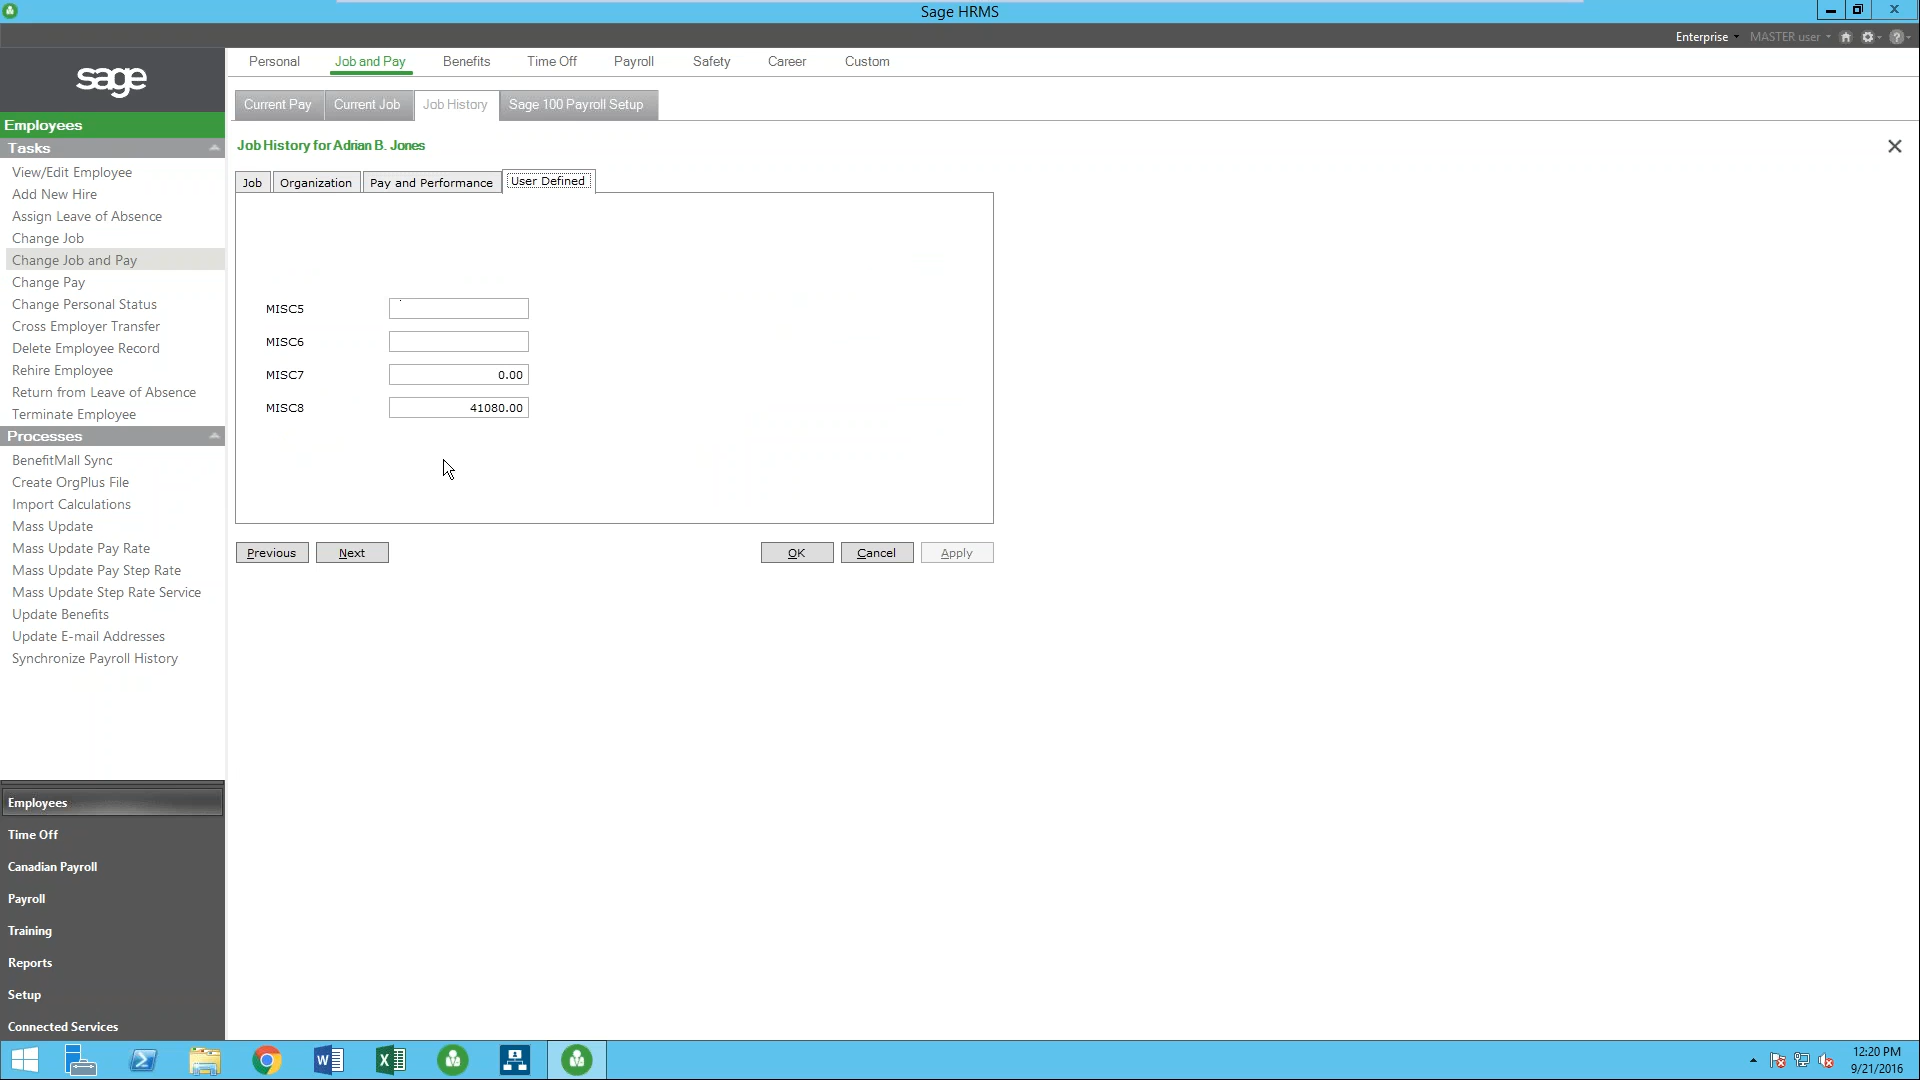 Sage HRMS
Enterprise MASTER user
sage
Personal Job and Pay Benefits Time Off Payroll Safety Career Custom
Current Pay Current Job Job History Sage 100 Payroll Setup
Employees
Tasks
View/Edit Employee
Add New Hire
Assign Leave of Absence
Change Job
Change Job and Pay
Change Pay
Change Personal Status
Cross Employer Transfer
Delete Employee Record
Rehire Employee
Return from Leave of Absence
Terminate Employee
Processes
BenefitMall Sync
Create OrgPlus File
Import Calculations
Mass Update
Mass Update Pay Rate
Mass Update Pay Step Rate
Mass Update Step Rate Service
Update Benefits
Update E-mail Addresses
Synchronize Payroll History
Employees
Time Off
Canadian Payroll
Payroll
Training
Reports
Setup
Connected Services
Job History for Adrian B. Jones
Job Organization Pay and Performance User Defined
MISC5
MISC6
MISC7 0.00
MISC8 41080.00
Previous Next OK Cancel Apply
12:20 PM
9/21/2016